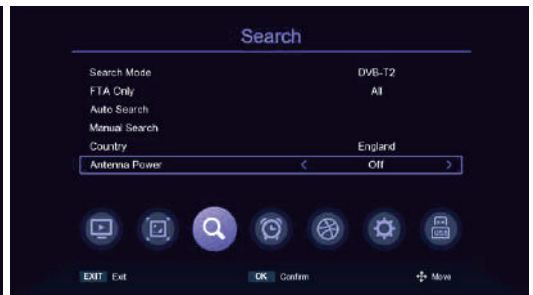 Search
Search Mode DVB-T2
FTA Only All
Auto Search
Manual Search
Country England
Antenna Power < Off >
USB
EXIT Exit OK Confirm Move